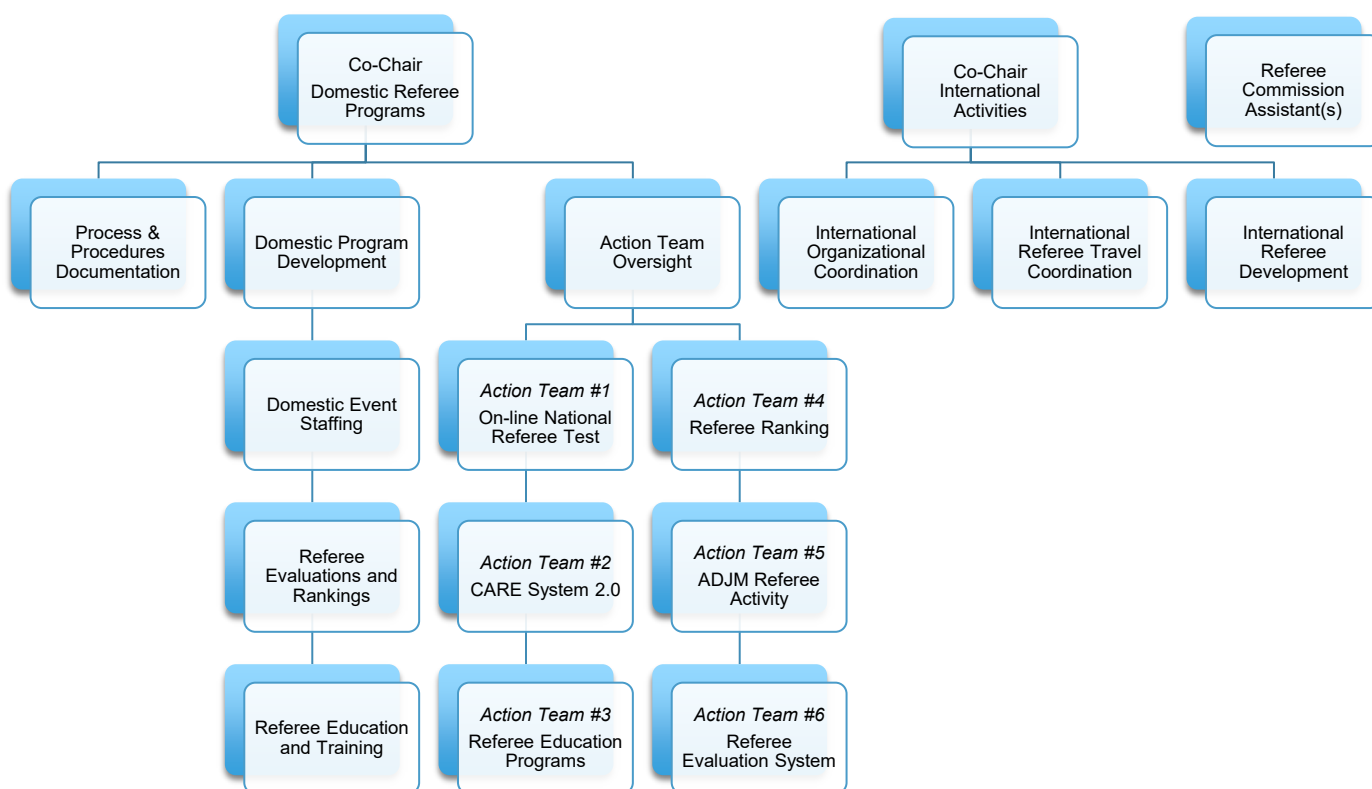 Co-Chair
Domestic Referee
Programs
Co-Chair
International
Activities
Referee
Commission
Assistant(s)
Process &
Procedures
Documentation
Domestic Program
Development
Action Team
Oversight
International
Organizational
Coordination
International
Referee Travel
Coordination
International
Referee
Development
Domestic Event
Staffing
Action Team #1
On-line National
Referee Test
Action Team #4
Referee Ranking
Referee
Evaluations and
Rankings
Action Team #2
CARE System 2.0
Action Team #5
ADJM Referee
Activity
Referee Education
and Training
Action Team #3
Referee Education
Programs
Action Team #6
Referee
Evaluation System